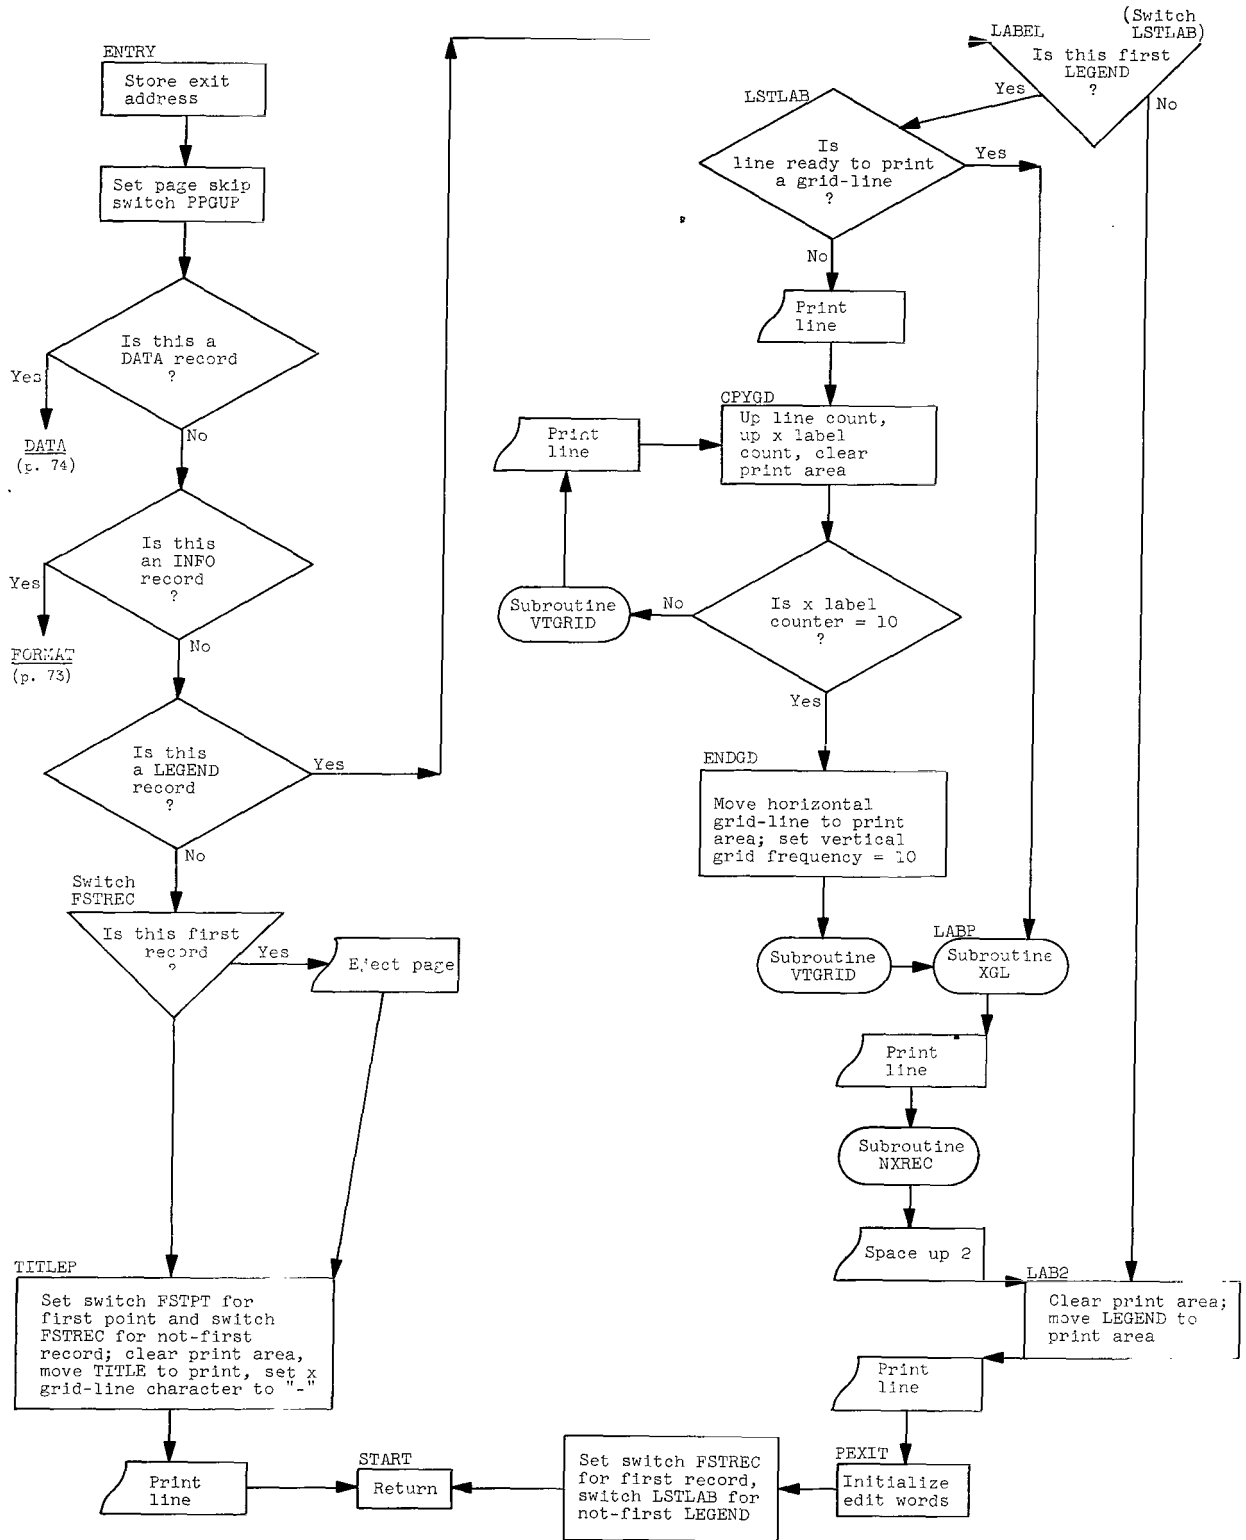 ENTRY
Store exit
address
Set page skip
switch PPGUP
Is this a
DATA record
?
Yes
No
DATA
(p. 74)
Is this
an INFO
record
?
Yes
No
FORMAT
(p. 73)
Is this
a LEGEND
record
?
Yes
No
Switch
FSTREC
Is this first
record
?
Yes
Eject page
TITLEP
Set switch FSTPT for
first point and switch
FSTREC for not-first
record; clear print area,
move TITLE to print, set x
grid-line character to "-"
Print
line
START
Return
LABEL
(Switch
LSTLAB)
Is this first
LEGEND
?
Yes
No
LSTLAB
Is
line ready to print
a grid-line
?
Yes
No
Print
line
CPYGD
Up line count,
up x label
count, clear
print area
Print
line
Is x label
counter = 10
?
No
Yes
Subroutine
VTGRID
ENDGD
Move horizontal
grid-line to print
area; set vertical
grid frequency = 10
Subroutine
VTGRID
LABP
Subroutine
XGL
Print
line
Subroutine
NXREC
Space up 2
LAB2
Clear print area;
move LEGEND to
print area
Print
line
PEXIT
Initialize
edit words
Set switch FSTREC
for first record,
switch LSTLAB for
not-first LEGEND